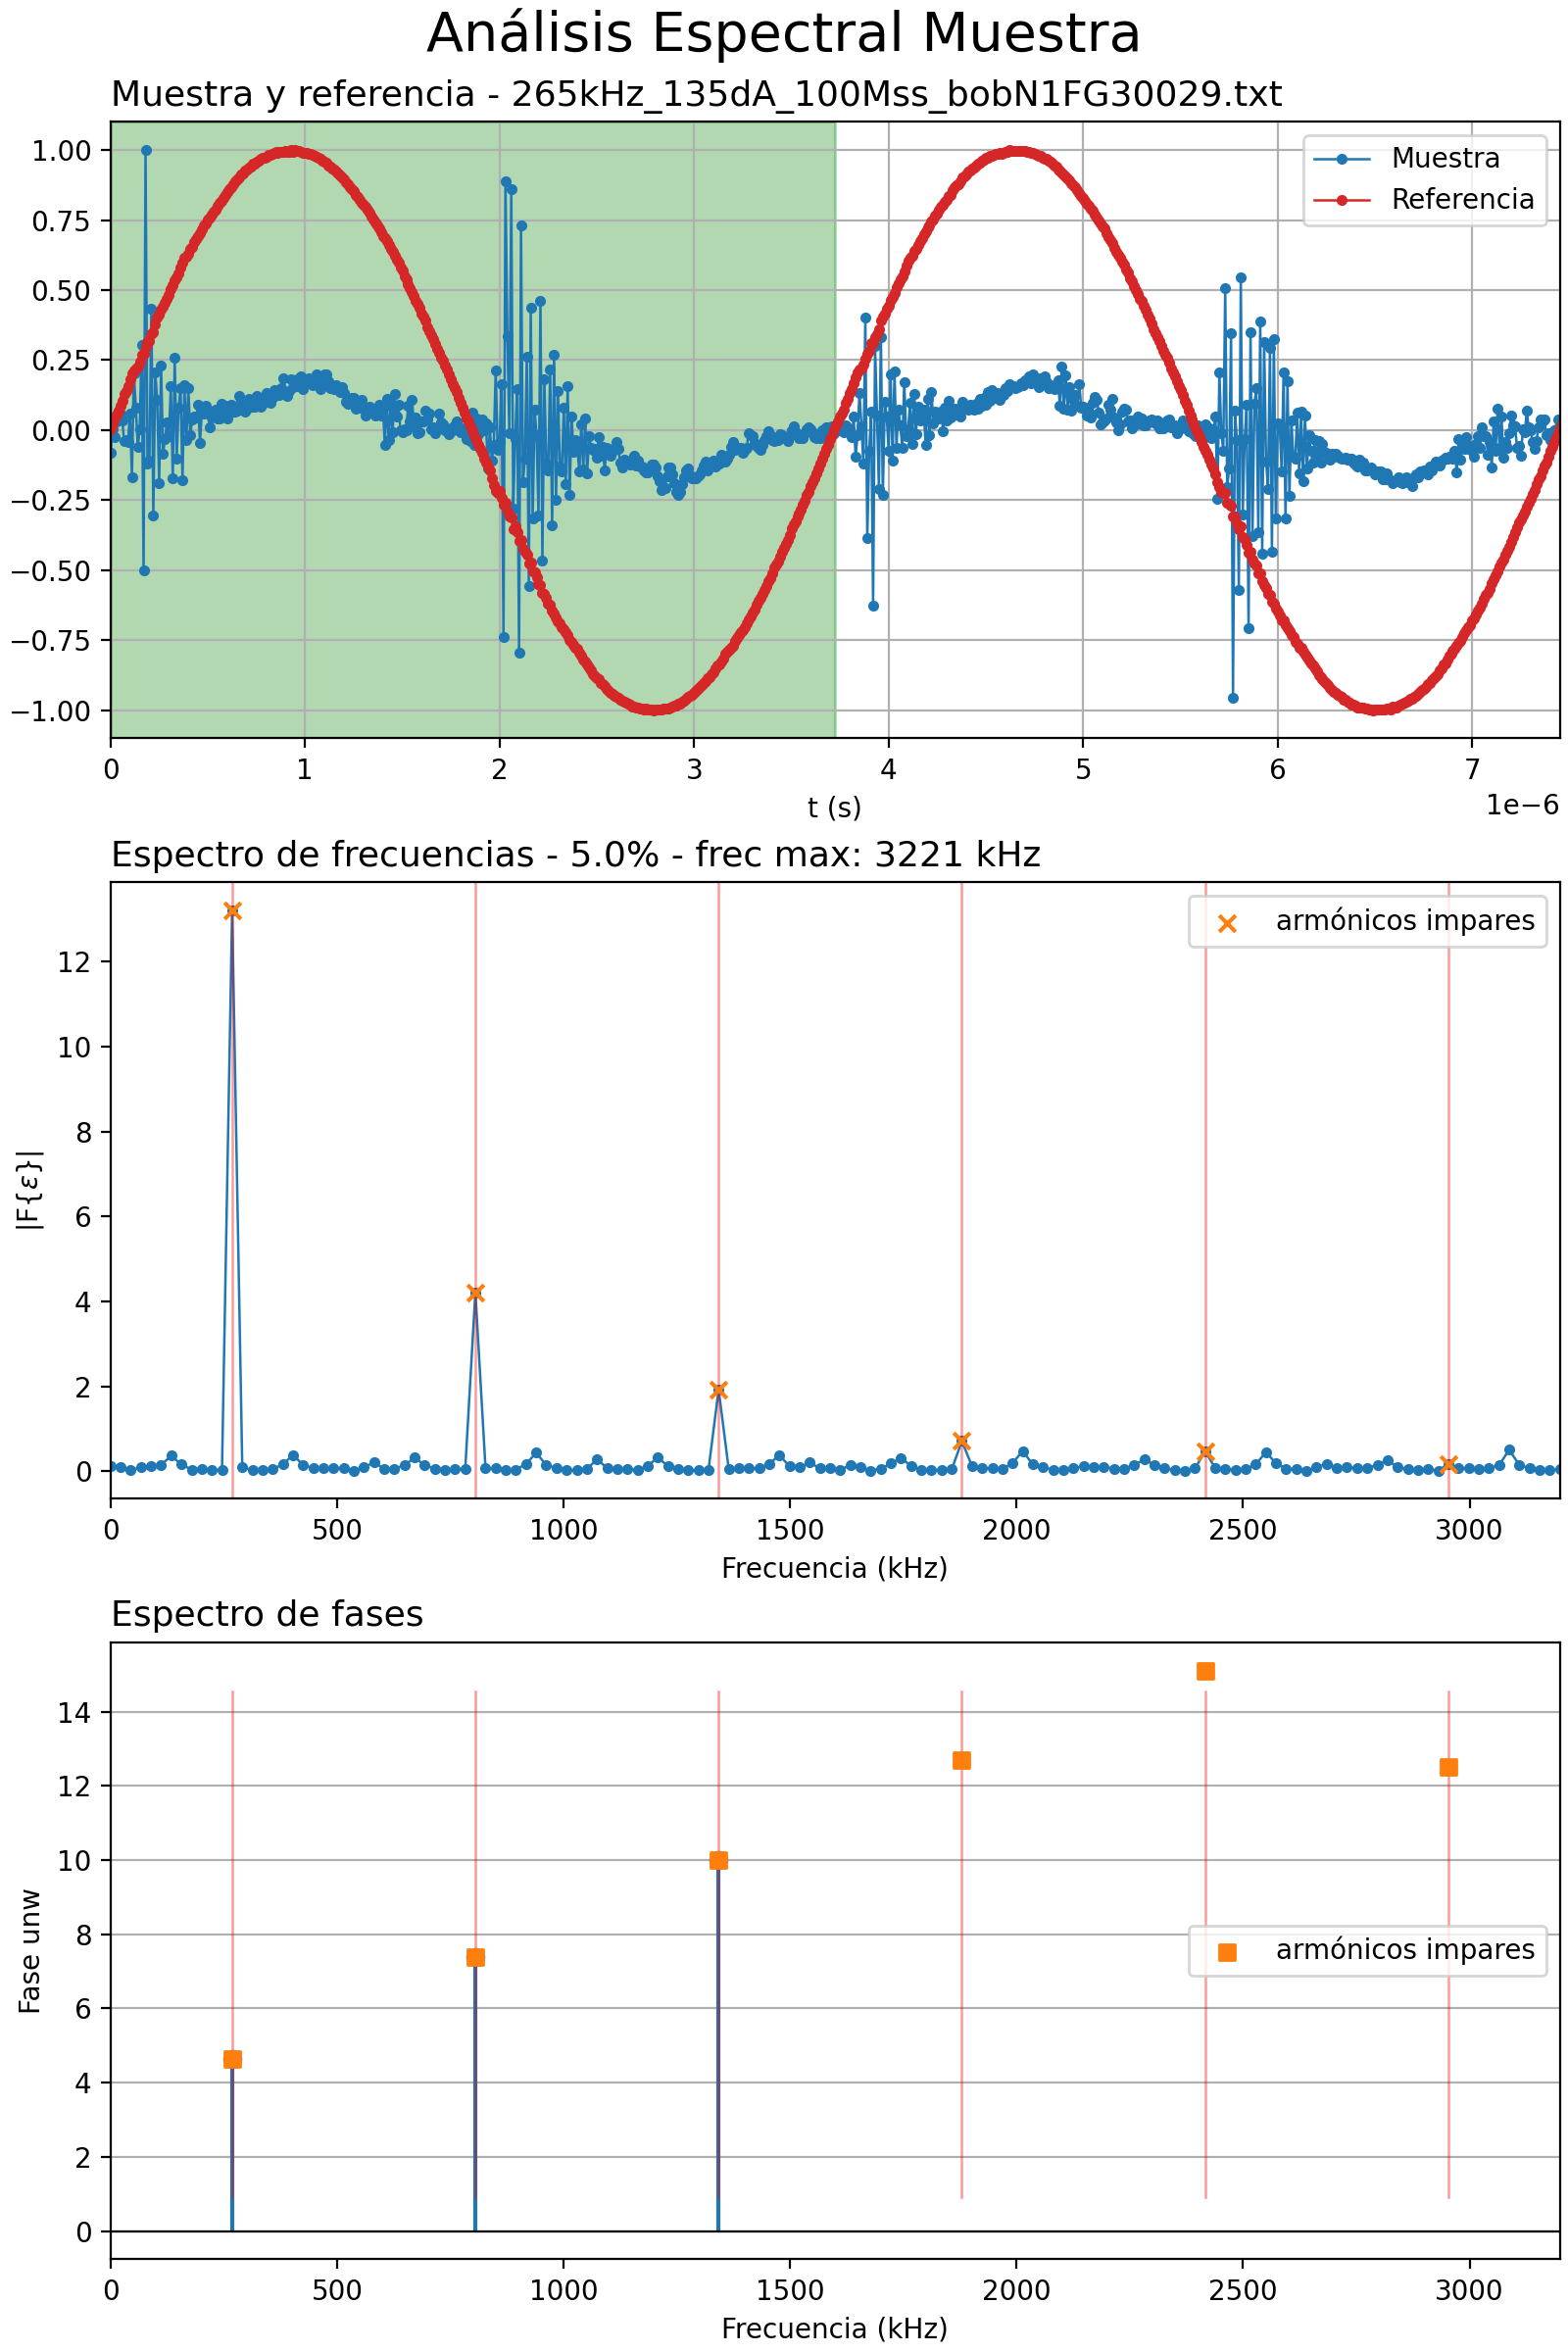 Análisis Espectral Muestra
Muestra y referencia - 265kHz_135dA_100Mss_bobN1FG30029.txt
Muestra
Referencia
1.00
0.75
0.50
0.25
0.00
−0.25
−0.50
−0.75
−1.00
0 1 2 3 4 5 6 7
t (s)
1e−6
Espectro de frecuencias - 5.0% - frec max: 3221 kHz
armónicos impares
|F{ε}|
12
10
8
6
4
2
0
0 500 1000 1500 2000 2500 3000
Frecuencia (kHz)
Espectro de fases
armónicos impares
Fase unw
14
12
10
8
6
4
2
0
0 500 1000 1500 2000 2500 3000
Frecuencia (kHz)